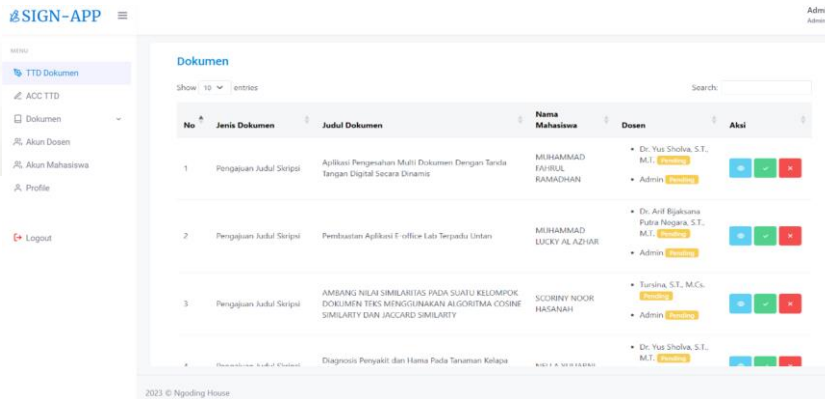 SIGN-APP
Admi
Admin
MENU
TTD Dokumen
ACC TTD
Dokumen
Akun Dosen
Akun Mahasiswa
Profile
Logout
Dokumen
Show 10 entries
Search:
No Jenis Dokumen Judul Dokumen Nama Mahasiswa Dosen Aksi
1 Pengajuan Judul Skripsi
Aplikasi Pengesahan Multi Dokumen Dengan Tanda
Tangan Digital Secara Dinamis
MUHAMMAD
FAHRUL
RAMADHAN
• Dr. Yus Sholva, S.T.,
M.T. Pending
• Admin Pending
2 Pengajuan Judul Skripsi
Pembuatan Aplikasi E-office Lab Terpadu Untan
MUHAMMAD
LUCKY AL AZHAR
• Dr. Arif Bijaksana
Putra Negara, S.T.,
M.T. Pending
• Admin Pending
3 Pengajuan Judul Skripsi
AMBANG NILAI SIMILARITAS PADA SUATU KELOMPOK
DOKUMEN TEKS MENGGUNAKAN ALGORITMA COSINE
SIMILARTY DAN JACCARD SIMILARTY
SCORINY NOOR
HASANAH
• Tursina, S.T., M.Cs.
Pending
• Admin Pending
Pengajuan Judul Skripsi
Diagnosis Penyakit dan Hama Pada Tanaman Kelapa
• Dr. Yus Sholva, S.T.,
M.T. Pending
2023 © Ngoding House